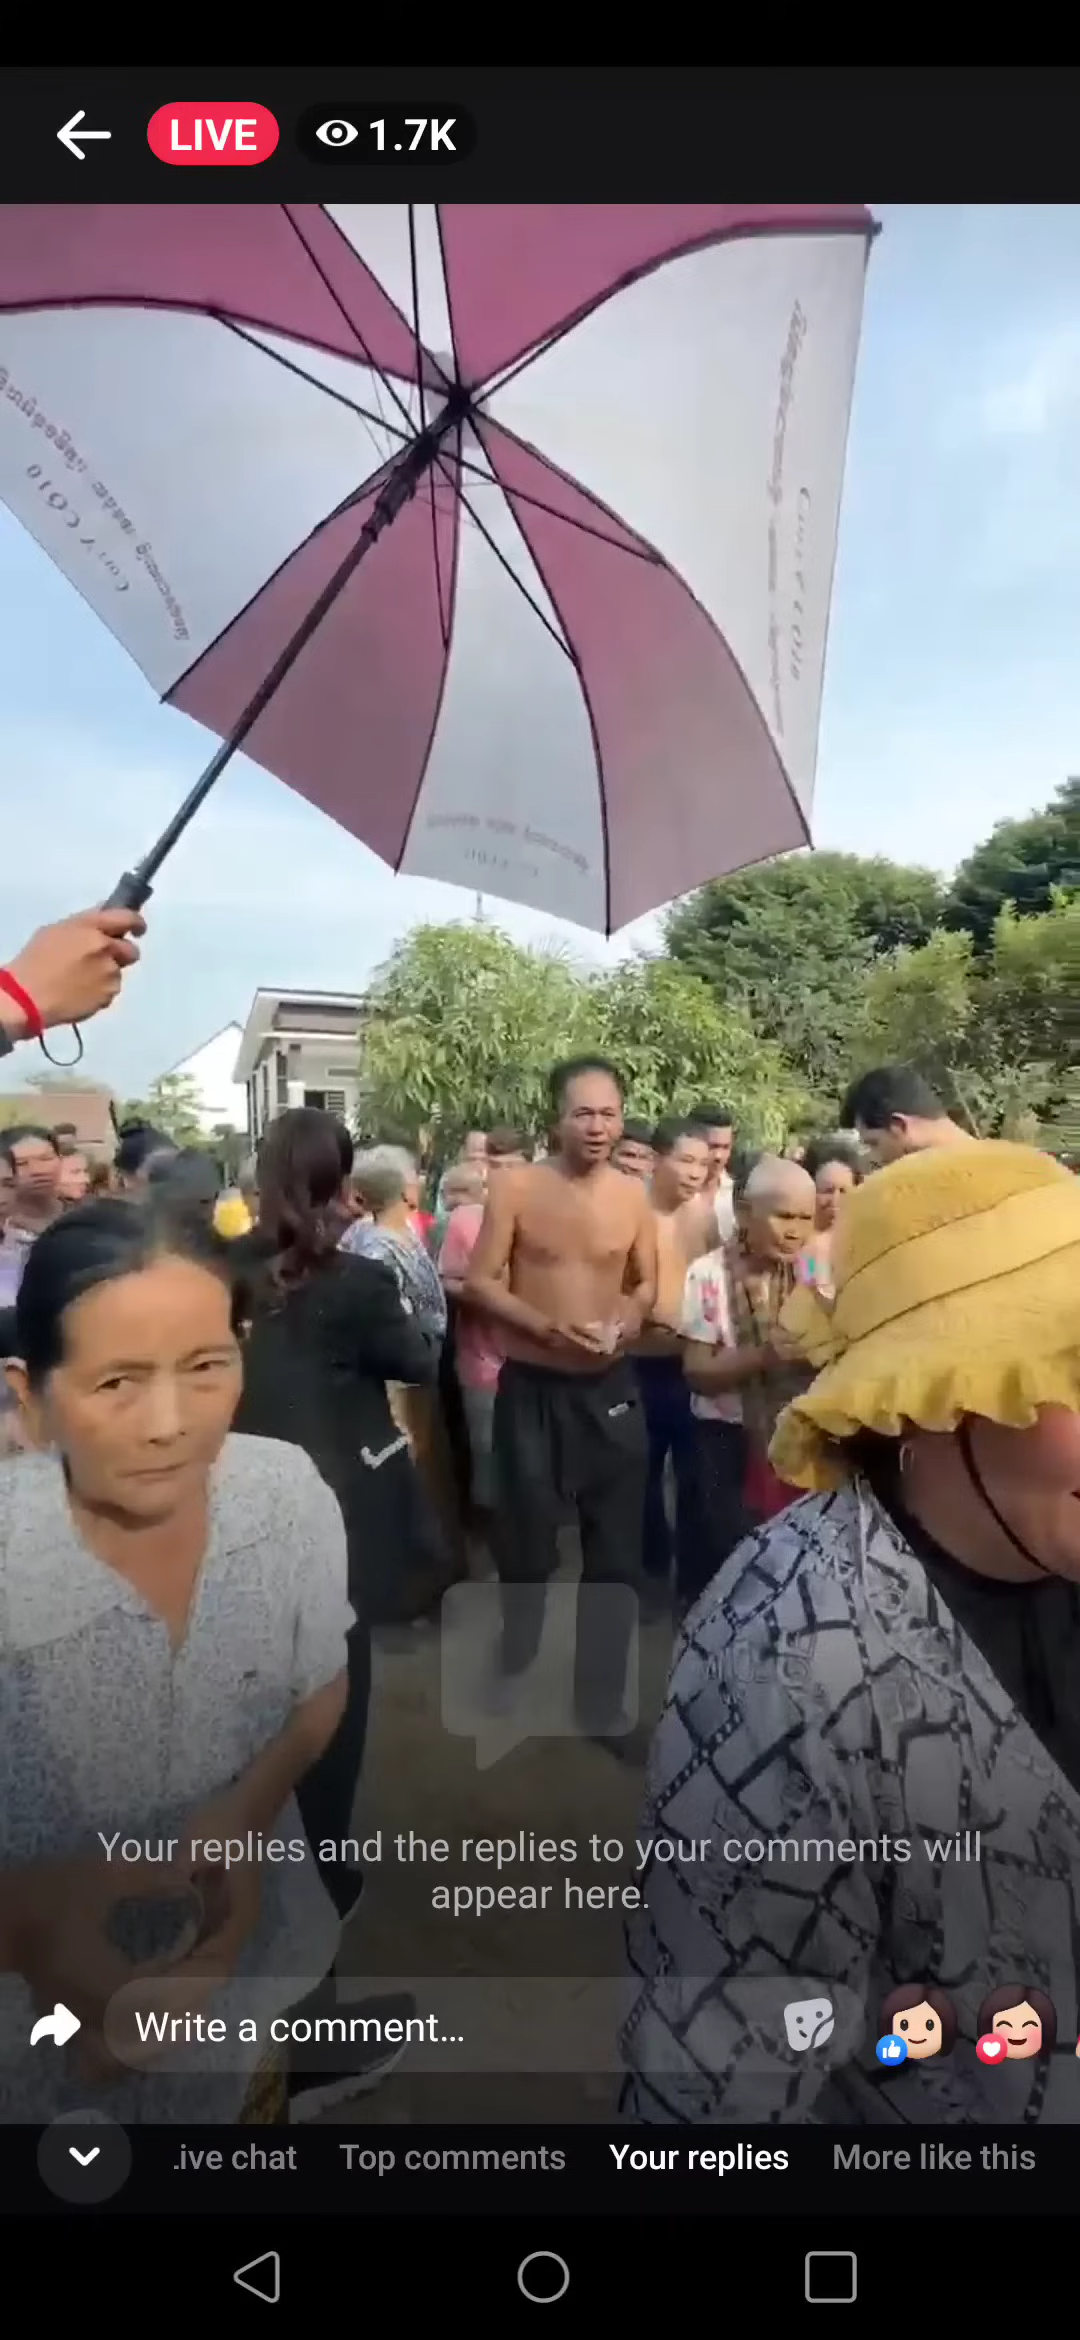 LIVE
1.7K
Your replies and the replies to your comments will
appear here.
Write a comment...
.ive chat
Top comments
Your replies
More like this